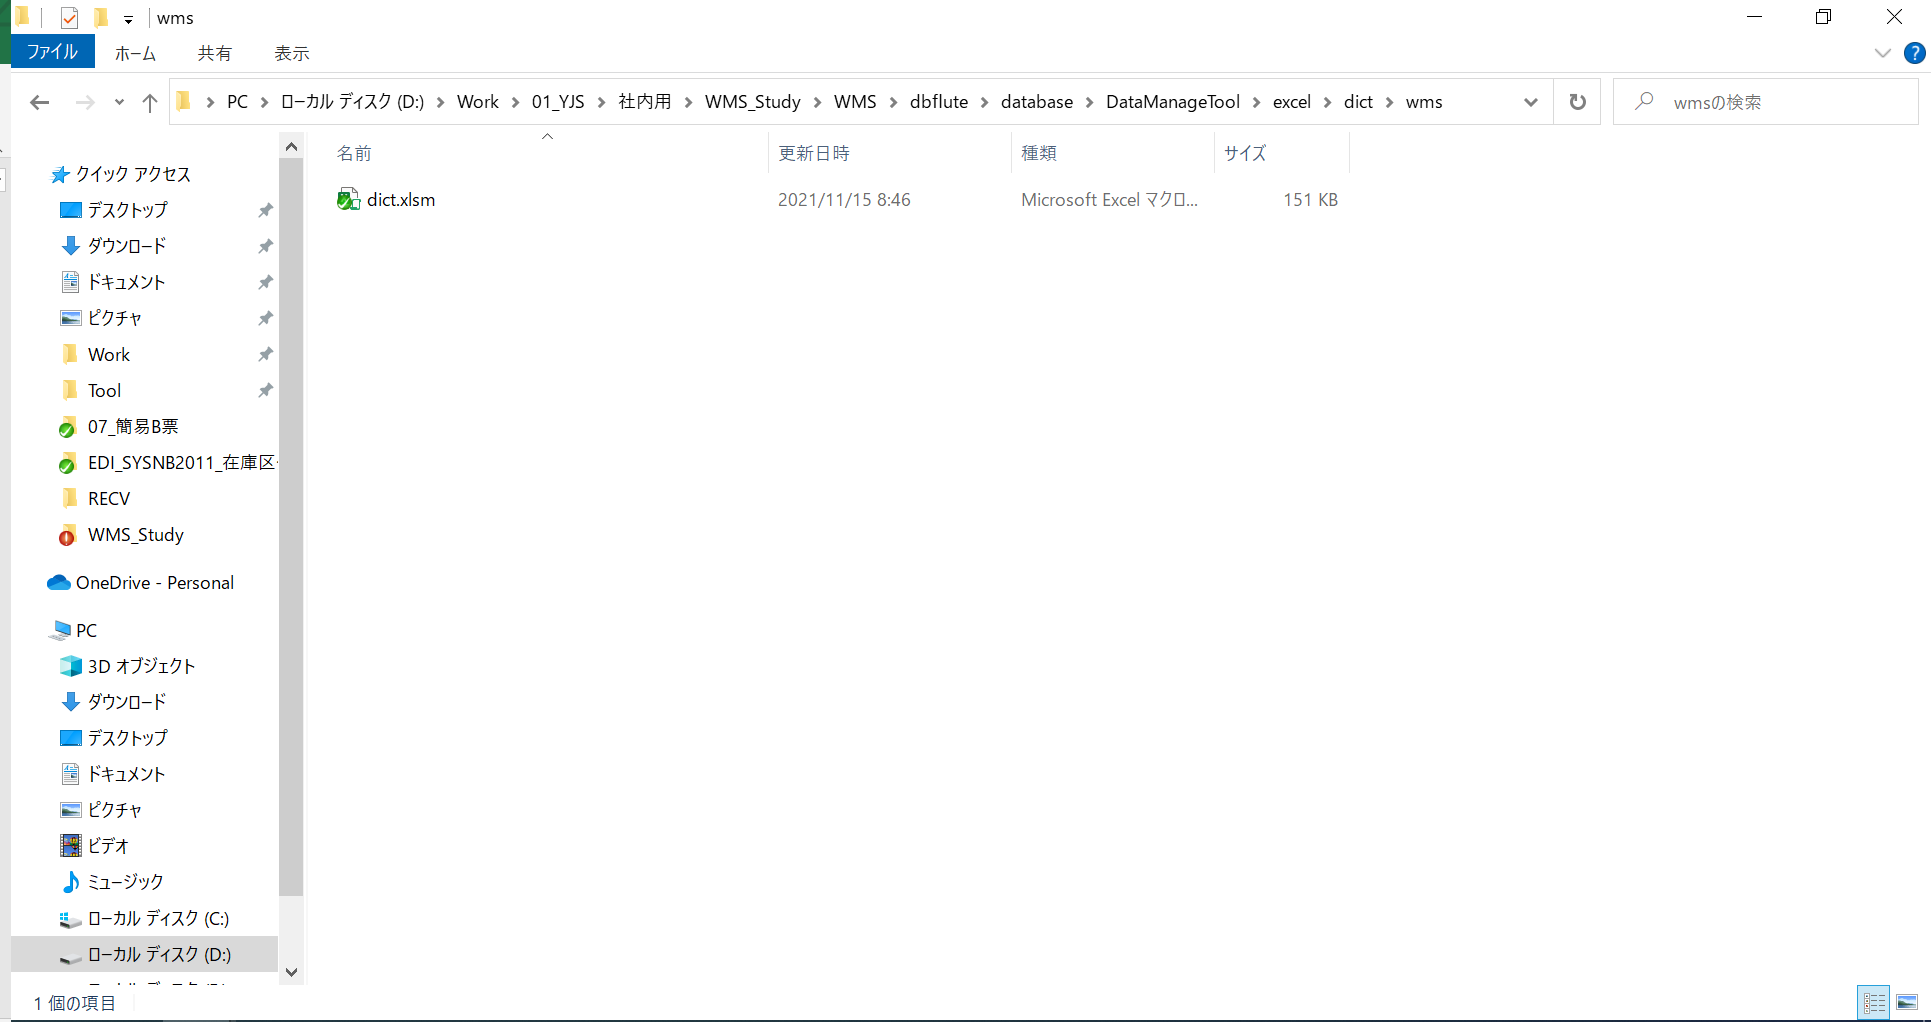 wms
ファイル ホーム 共有 表示
PC ローカル ディスク (D:) Work 01_YJS 社内用 WMS_Study WMS dbflute database DataManageTool excel dict wms
wmsの検索
名前 更新日時 種類 サイズ
dict.xlsm 2021/11/15 8:46 Microsoft Excel マクロ... 151 KB
クイック アクセス
デスクトップ
ダウンロード
ドキュメント
ピクチャ
Work
Tool
07_簡易B票
EDI_SYSNB2011_在庫区
RECV
WMS_Study
OneDrive - Personal
PC
3D オブジェクト
ダウンロード
デスクトップ
ドキュメント
ピクチャ
ビデオ
ミュージック
ローカル ディスク (C:)
ローカル ディスク (D:)
1 個の項目